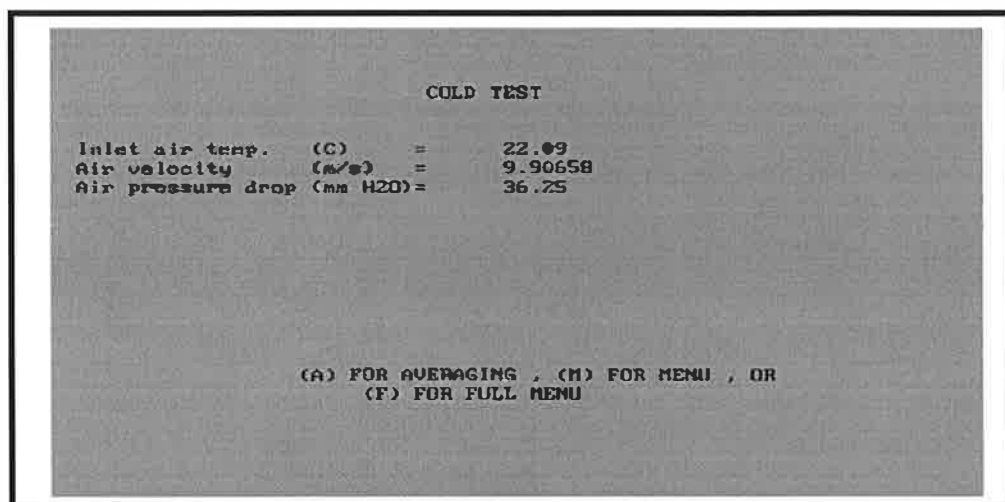 COLD TEST
Inlet air temp. (C) = 22.09
Air velocity (m/s) = 9.90658
Air pressure drop (mm H2O)= 36.25
(A) FOR AVERAGING , (M) FOR MENU , OR
(F) FOR FULL MENU